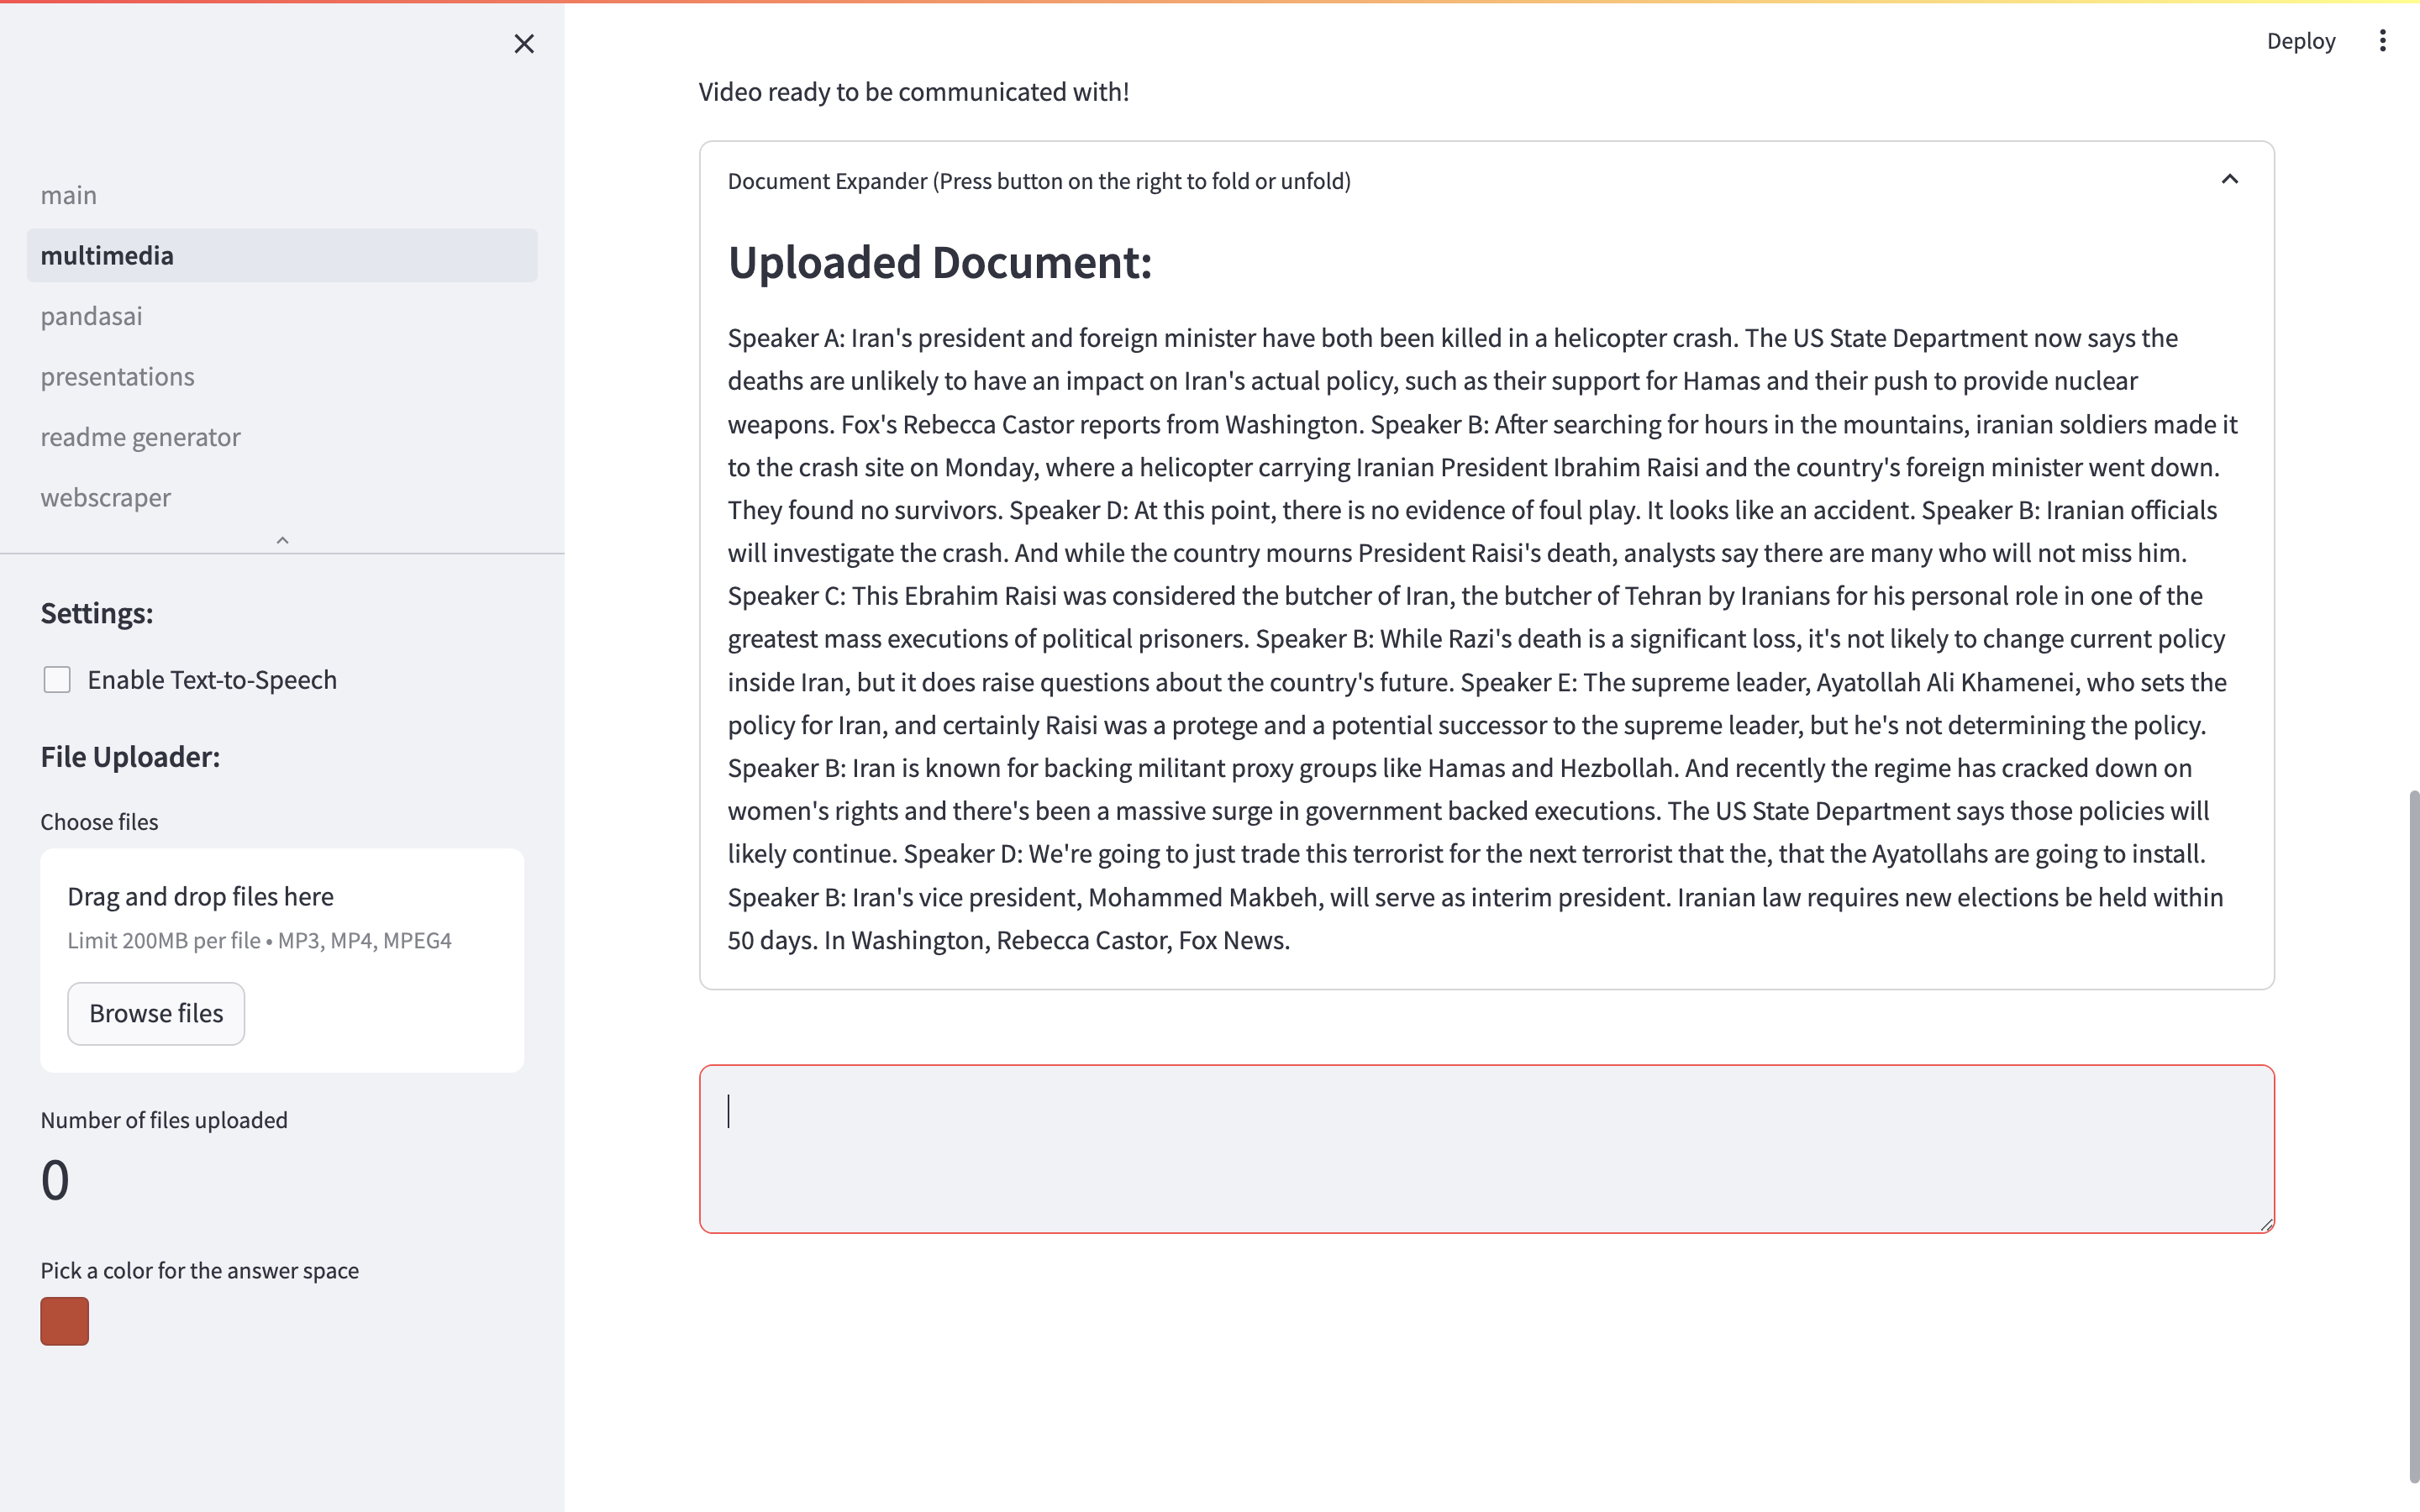 Deploy
Video ready to be communicated with!
main
multimedia
pandasai
presentations
readme generator
webscraper
Settings:
Enable Text-to-Speech
File Uploader:
Choose files
Drag and drop files here
Limit 200MB per file • MP3, MP4, MPEG4
Browse files
Number of files uploaded
0
Pick a color for the answer space
Document Expander (Press button on the right to fold or unfold)
Uploaded Document:
Speaker A: Iran's president and foreign minister have both been killed in a helicopter crash. The US State Department now says the
deaths are unlikely to have an impact on Iran's actual policy, such as their support for Hamas and their push to provide nuclear
weapons. Fox's Rebecca Castor reports from Washington. Speaker B: After searching for hours in the mountains, iranian soldiers made it
to the crash site on Monday, where a helicopter carrying Iranian President Ibrahim Raisi and the country's foreign minister went down.
They found no survivors. Speaker D: At this point, there is no evidence of foul play. It looks like an accident. Speaker B: Iranian officials
will investigate the crash. And while the country mourns President Raisi's death, analysts say there are many who will not miss him.
Speaker C: This Ebrahim Raisi was considered the butcher of Iran, the butcher of Tehran by Iranians for his personal role in one of the
greatest mass executions of political prisoners. Speaker B: While Razi's death is a significant loss, it's not likely to change current policy
inside Iran, but it does raise questions about the country's future. Speaker E: The supreme leader, Ayatollah Ali Khamenei, who sets the
policy for Iran, and certainly Raisi was a protege and a potential successor to the supreme leader, but he's not determining the policy.
Speaker B: Iran is known for backing militant proxy groups like Hamas and Hezbollah. And recently the regime has cracked down on
women's rights and there's been a massive surge in government backed executions. The US State Department says those policies will
likely continue. Speaker D: We're going to just trade this terrorist for the next terrorist that the, that the Ayatollahs are going to install.
Speaker B: Iran's vice president, Mohammed Makbeh, will serve as interim president. Iranian law requires new elections be held within
50 days. In Washington, Rebecca Castor, Fox News.